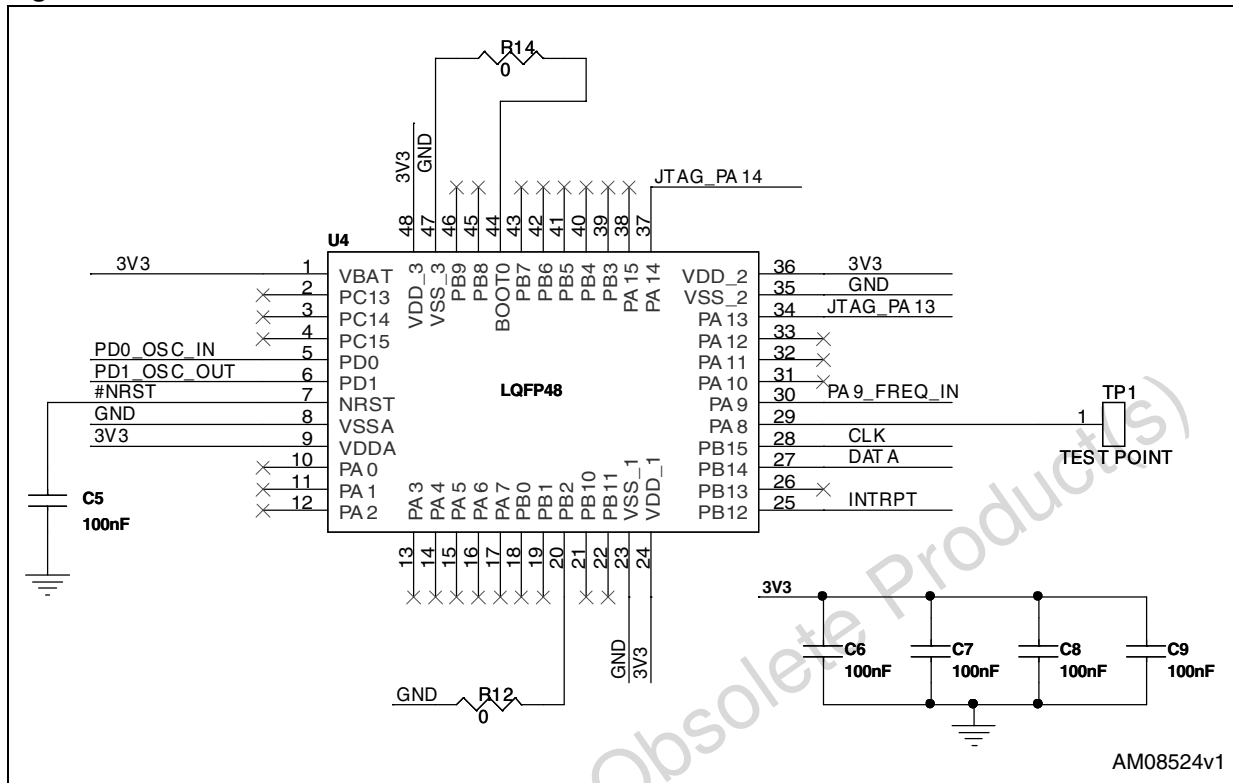 R14
0
3V3
GND
JTAG_PA14
48
47
46
45
44
43
42
41
40
39
38
37
U4
VDD_3
VSS_3
PB9
PB8
BOOT0
PB7
PB6
PB5
PB4
PB3
PA15
PA14
3V3 1 VBAT
2 PC13
3 PC14
4 PC15
PD0_OSC_IN 5 PD0
PD1_OSC_OUT 6 PD1
#NRST 7 NRST
GND 8 VSSA
3V3 9 VDDA
10 PA0
11 PA1
12 PA2
LQFP48
VDD_2 36 3V3
VSS_2 35 GND
PA13 34 JTAG_PA13
PA12 33
PA11 32
PA10 31
PA9 30 PA9_FREQ_IN
PA8 29
PB15 28 CLK
PB14 27 DATA
PB13 26
PB12 25 INTRPT
1 TP1
TEST POINT
PA3
PA4
PA5
PA6
PA7
PB0
PB1
PB2
PB10
PB11
VSS_1
VDD_1
13
14
15
16
17
18
19
20
21
22
23
24
C5
100nF
GND
3V3
GND R12
0
3V3
C6
100nF
C7
100nF
C8
100nF
C9
100nF
Obsolete Product(s)
AM08524v1